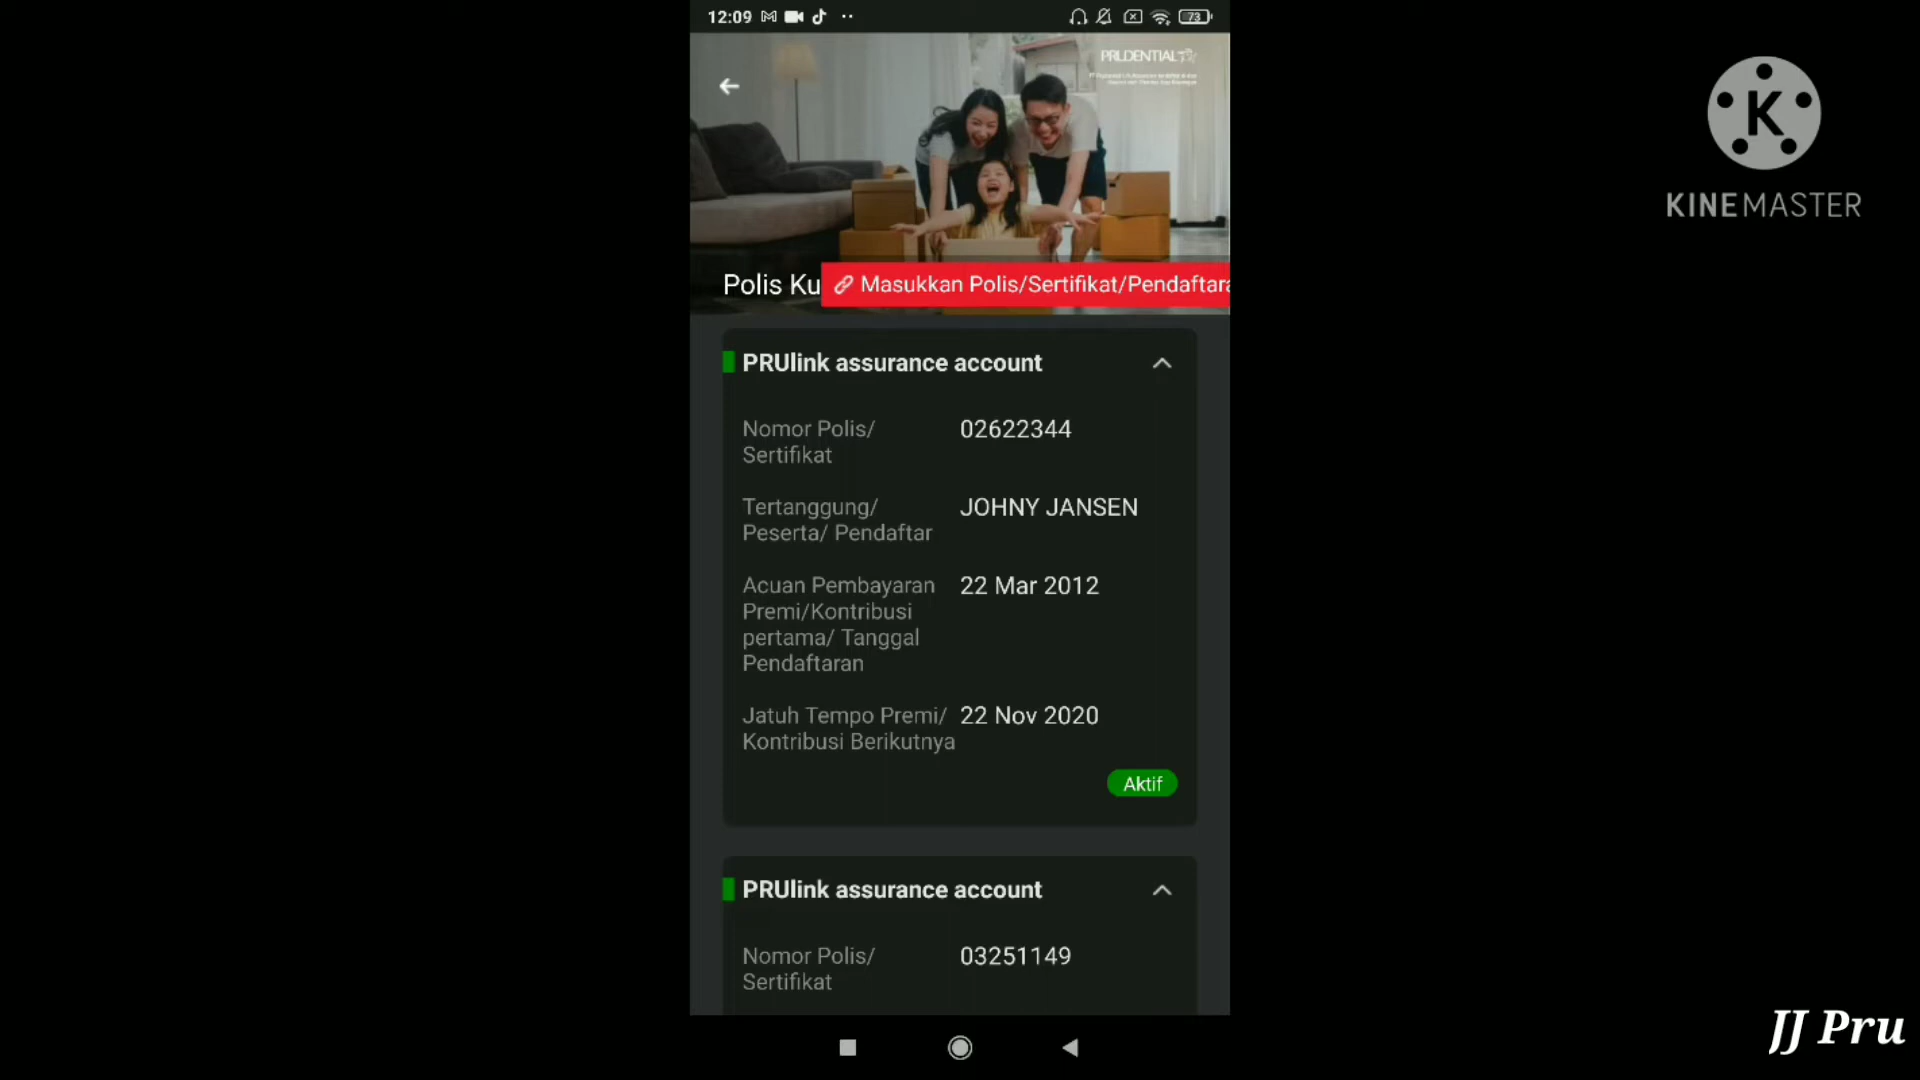 12:09
73
PRUDENTIAL
K
KINEMASTER
Polis Ku
Masukkan Polis/Sertifikat/Pendaftara
PRUlink assurance account
Nomor Polis/ 02622344
Sertifikat
Tertanggung/ JOHNY JANSEN
Peserta/ Pendaftar
Acuan Pembayaran 22 Mar 2012
Premi/Kontribusi
pertama/ Tanggal
Pendaftaran
Jatuh Tempo Premi/ 22 Nov 2020
Kontribusi Berikutnya
Aktif
PRUlink assurance account
Nomor Polis/ 03251149
Sertifikat
JJ Pru